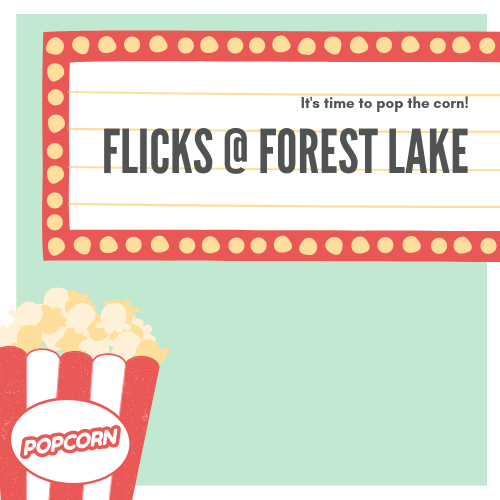 It's time to pop the corn!
FLICKS @ FOREST LAKE
POPCORN